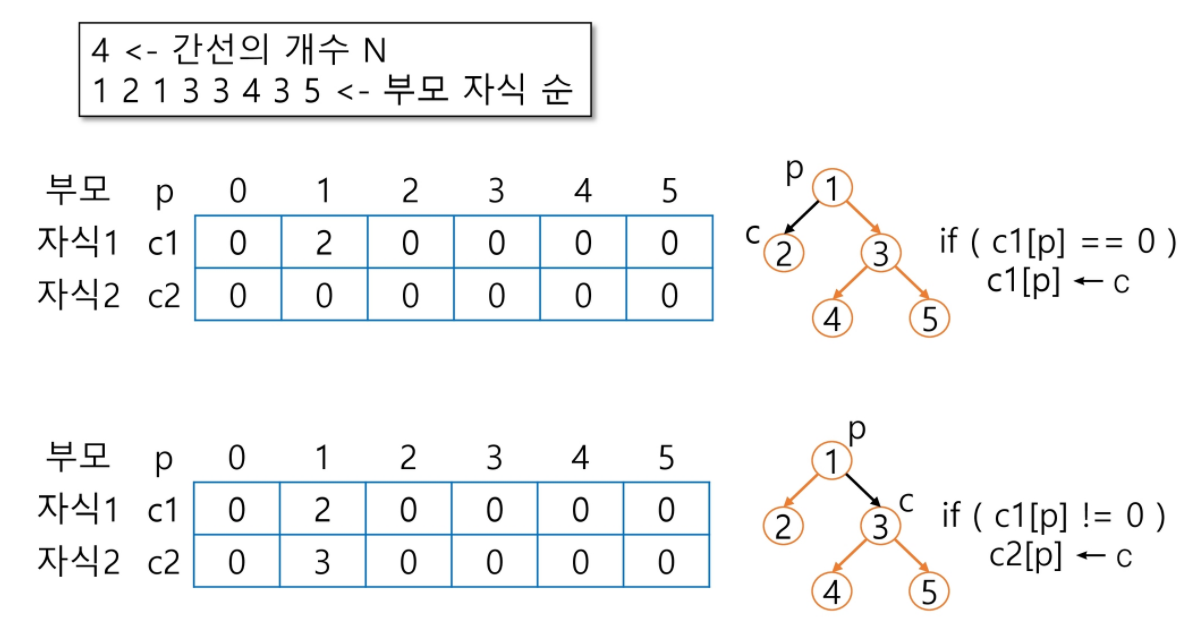 4 <- 간선의 개수 N
1 2 1 3 3 4 3 5 <- 부모 자식 순
부모 p 0 1 2 3 4 5
자식1 c1 0 2 0 0 0 0
자식2 c2 0 0 0 0 0 0
p
1
c
2 3
4 5
if ( c1[p] == 0 )
c1[p] ← c
부모 p 0 1 2 3 4 5
자식1 c1 0 2 0 0 0 0
자식2 c2 0 3 0 0 0 0
p
1
c
2 3
4 5
if ( c1[p] != 0 )
c2[p] ← c